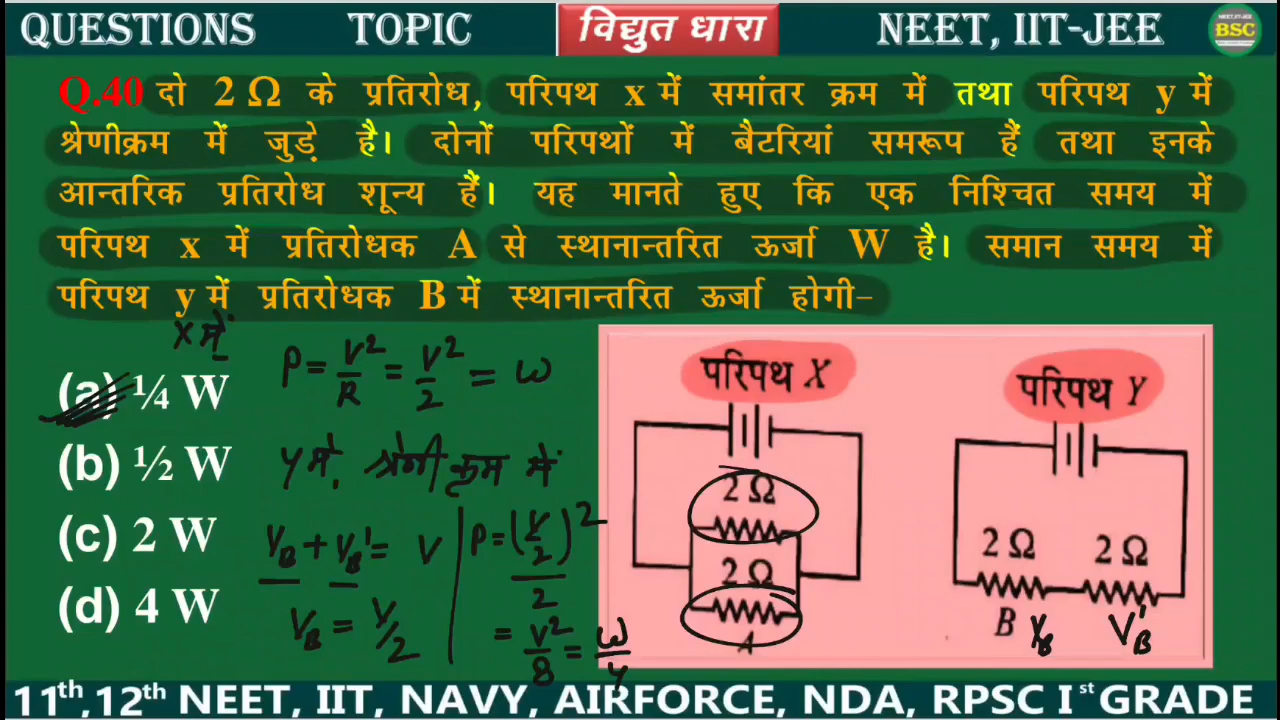 QUESTIONS TOPIC विद्युत धारा NEET, IIT-JEE
BSC
Q.40 दो 2 Ω के प्रतिरोध, परिपथ x में समांतर क्रम में तथा परिपथ y में
श्रेणीक्रम में जुड़े है। दोनों परिपथों में बैटरियां समरूप हैं तथा इनके
आन्तरिक प्रतिरोध शून्य हैं। यह मानते हुए कि एक निश्चित समय में
परिपथ x में प्रतिरोधक A से स्थानान्तरित ऊर्जा W है। समान समय में
परिपथ y में प्रतिरोधक B में स्थानान्तरित ऊर्जा होगी-
X में
(a) ¼ W
(b) ½ W
(c) 2 W
(d) 4 W
P = V²/R = V²/2 = W
Y में, श्रेणी क्रम में
V_B + V_B' = V
V_B = V/2
P = (V/2)²/2
= V²/8 = W/4
परिपथ X
2 Ω
2 Ω
A
परिपथ Y
2 Ω 2 Ω
B V_B V_B'
11th,12th NEET, IIT, NAVY, AIRFORCE, NDA, RPSC Ist GRADE